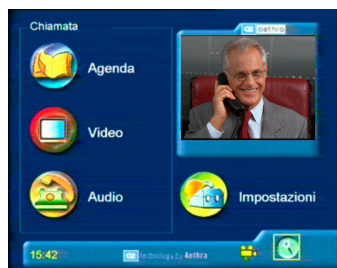 Chiamata
aethra
Agenda
Video
Audio
Impostazioni
15:42
technology by Aethra